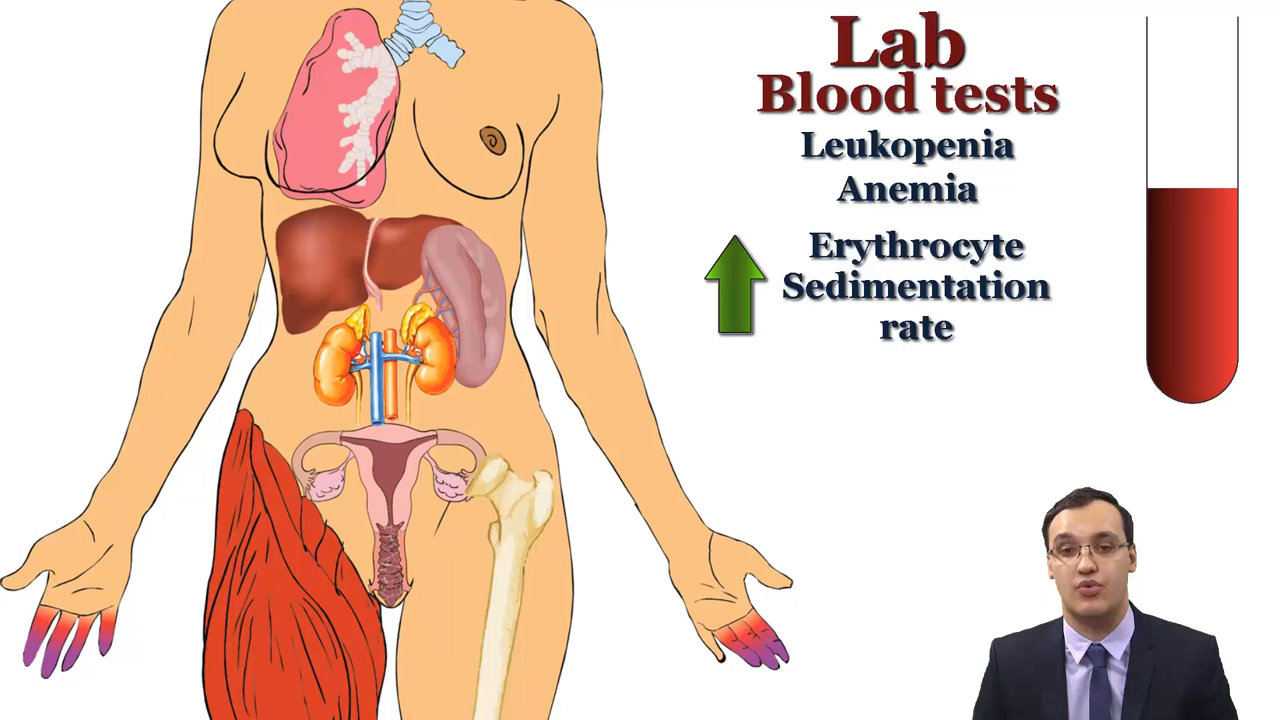 Lab
Blood tests
Leukopenia
Anemia
Erythrocyte
Sedimentation
rate